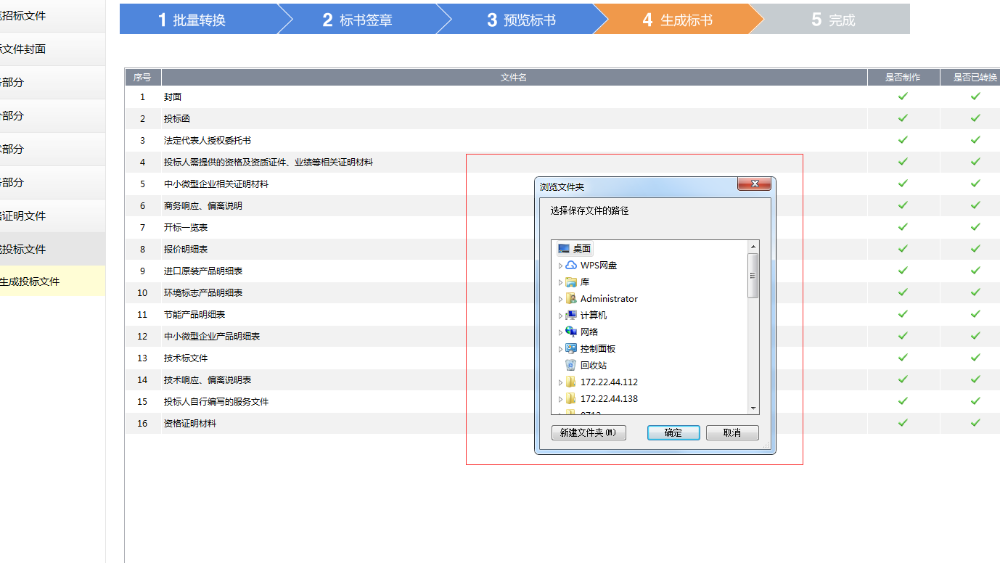 招标文件
文件封面
部分
部分
部分
部分
证明文件
投标文件
生成投标文件
1 批量转换
2 标书签章
3 预览标书
4 生成标书
5 完成
序号 文件名 是否制作 是否已转换
1 封面
2 投标函
3 法定代表人授权委托书
4 投标人需提供的资格及资质证件、业绩等相关证明材料
5 中小微型企业相关证明材料
6 商务响应、偏离说明
7 开标一览表
8 报价明细表
9 进口原装产品明细表
10 环境标志产品明细表
11 节能产品明细表
12 中小微型企业产品明细表
13 技术标文件
14 技术响应、偏离说明表
15 投标人自行编写的服务文件
16 资格证明材料
浏览文件夹
选择保存文件的路径
桌面
WPS网盘
库
Administrator
计算机
网络
控制面板
回收站
172.22.44.112
172.22.44.138
新建文件夹(M)
确定
取消